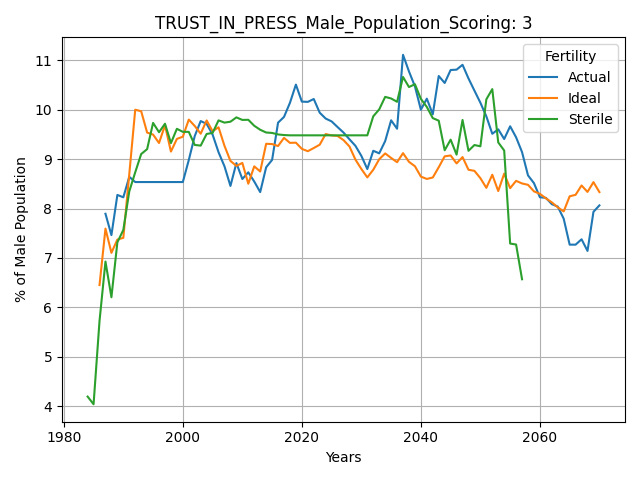 TRUST_IN_PRESS_Male_Population_Scoring: 3
Fertility
Actual
Ideal
Sterile
% of Male Population
11
10
9
8
7
6
5
4
1980
2000
2020
2040
2060
Years